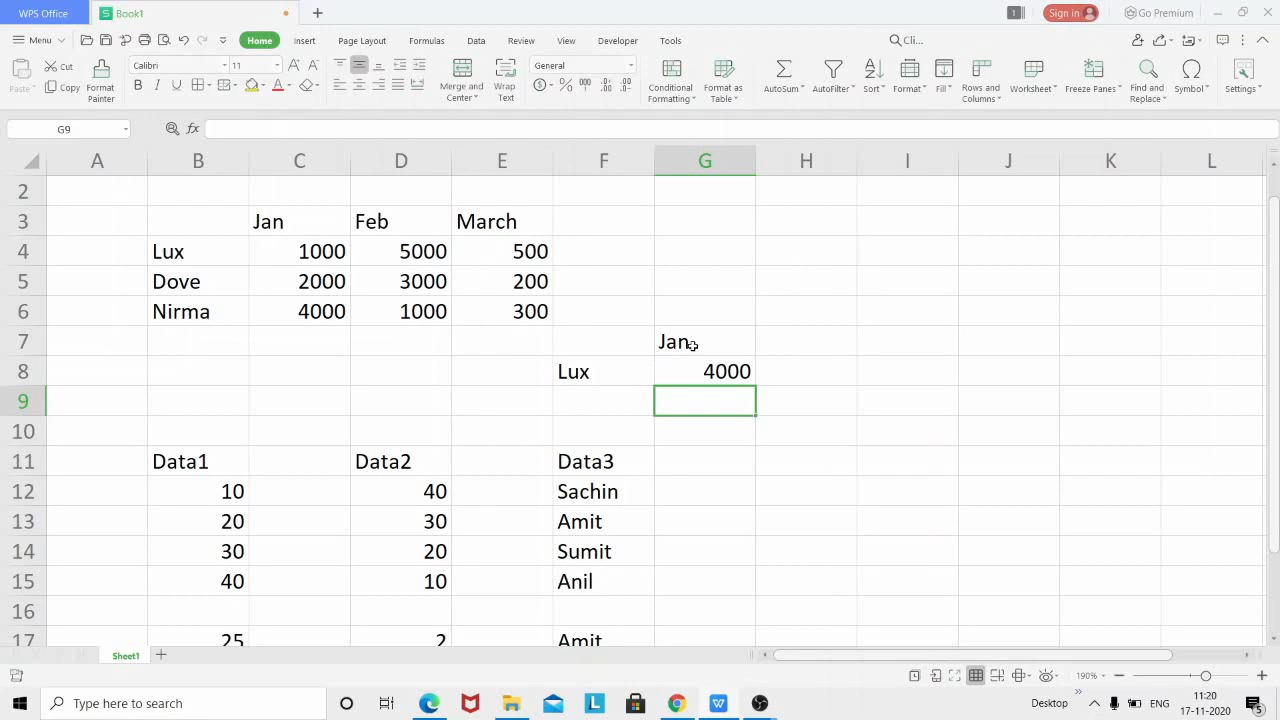 WPS Office
Book1
1
Sign in
Go Premium
Menu
Home
Insert
Page Layout
Formulas
Data
Review
View
Developer
Tools
Cli...
Paste
Cut
Copy
Format Painter
Calibri
11
Merge and Center
Wrap Text
General
Conditional Formatting
Format as Table
AutoSum
AutoFilter
Sort
Format
Fill
Rows and Columns
Worksheet
Freeze Panes
Find and Replace
Symbol
Settings
G9
fx
A B C D E F G H I J K L
2
3 Jan Feb March
4 Lux 1000 5000 500
5 Dove 2000 3000 200
6 Nirma 4000 1000 300
7 Jan
8 Lux 4000
9
10
11 Data1 Data2 Data3
12 10 40 Sachin
13 20 30 Amit
14 30 20 Sumit
15 40 10 Anil
16
17 25 2 Amit
Sheet1
190%
Type here to search
Desktop
ENG
11:20
17-11-2020
5